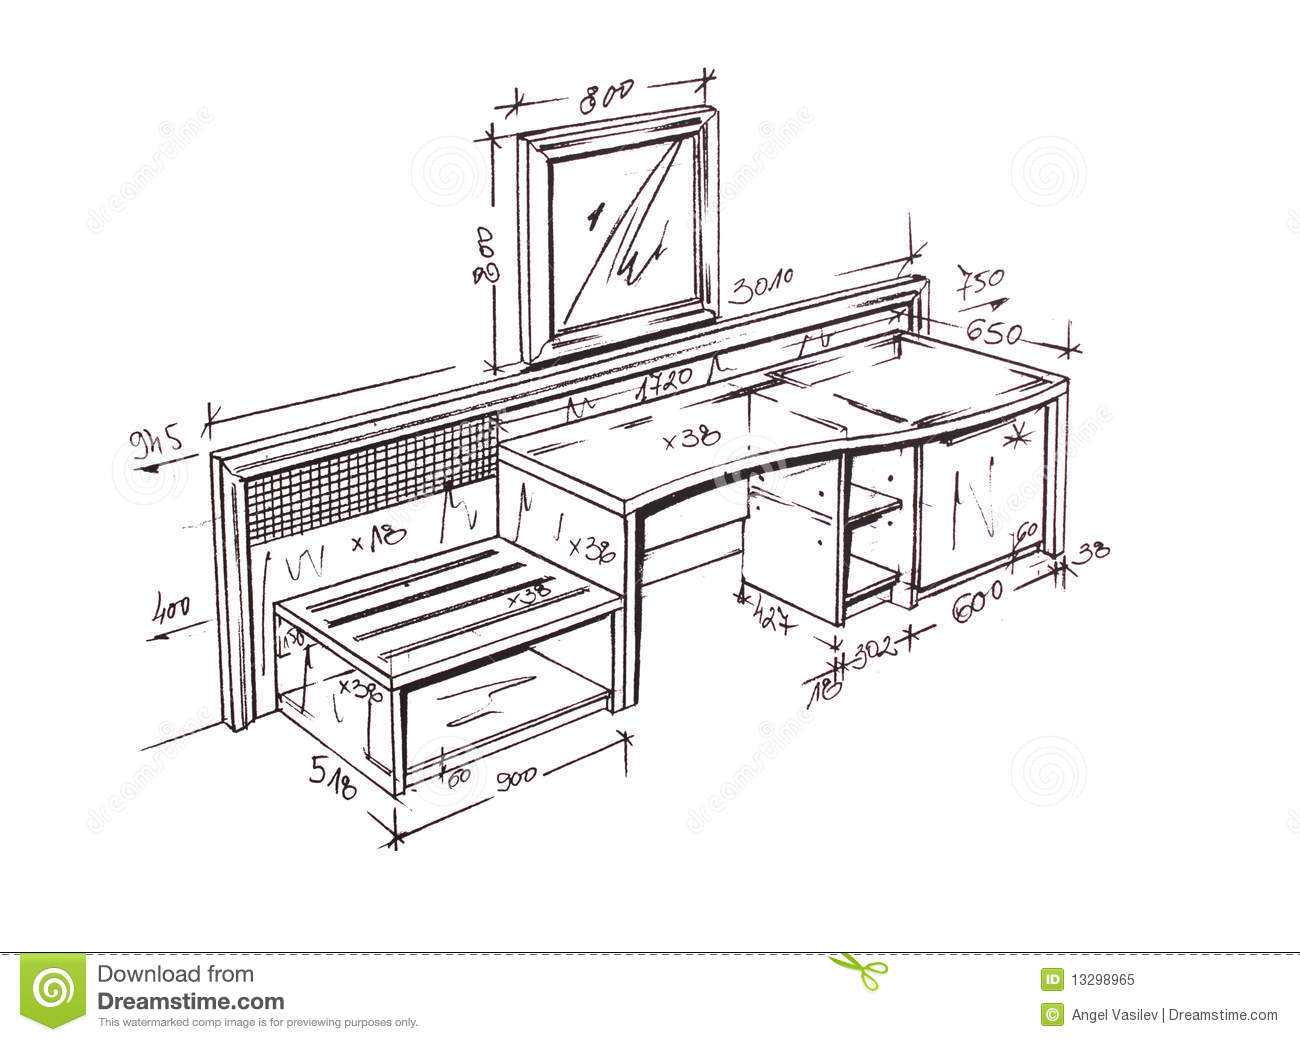 800
800
3010
750
650
1720
945
x38
x18
x38
400
x38
150
x38
60
38
600
427
302
18
518
60
900
dreamstime
Download from
Dreamstime.com
This watermarked comp image is for previewing purposes only.
ID 13298965
© Angel Vasilev | Dreamstime.com